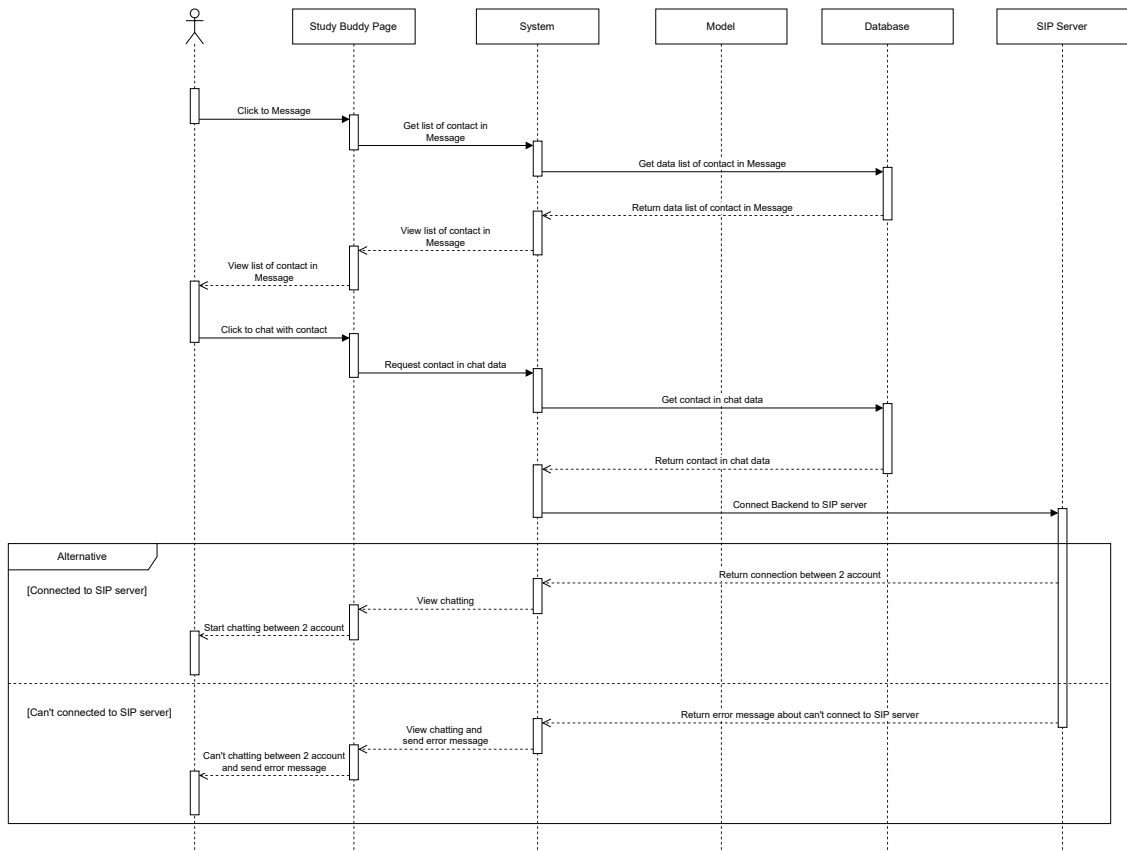 Study Buddy Page
System
Model
Database
SIP Server
Click to Message
Get list of contact in
Message
Get data list of contact in Message
Return data list of contact in Message
View list of contact in
Message
View list of contact in
Message
Click to chat with contact
Request contact in chat data
Get contact in chat data
Return contact in chat data
Connect Backend to SIP server
Alternative
[Connected to SIP server]
Return connection between 2 account
View chatting
Start chatting between 2 account
[Can't connected to SIP server]
Return error message about can't connect to SIP server
View chatting and
send error message
Can't chatting between 2 account
and send error message